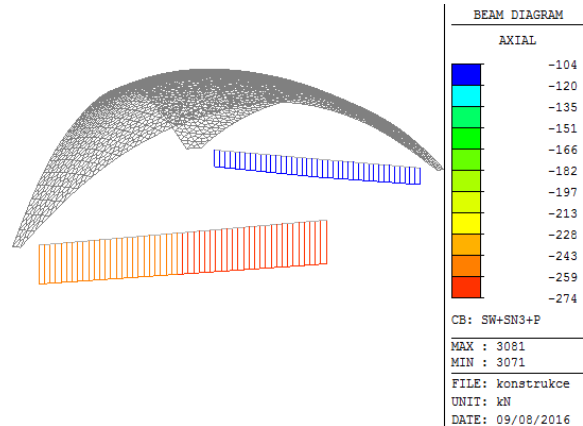 BEAM DIAGRAM
AXIAL
-104
-120
-135
-151
-166
-182
-197
-213
-228
-243
-259
-274
CB: SW+SN3+P
MAX : 3081
MIN : 3071
FILE: konstrukce
UNIT: kN
DATE: 09/08/2016